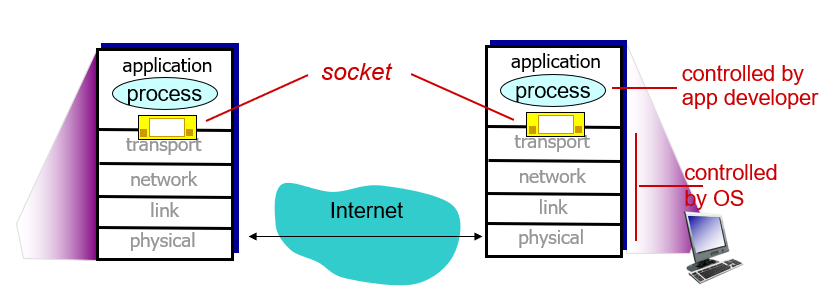 application
process
transport
network
link
physical
socket
Internet
application
process
transport
network
link
physical
controlled by
app developer
controlled
by OS